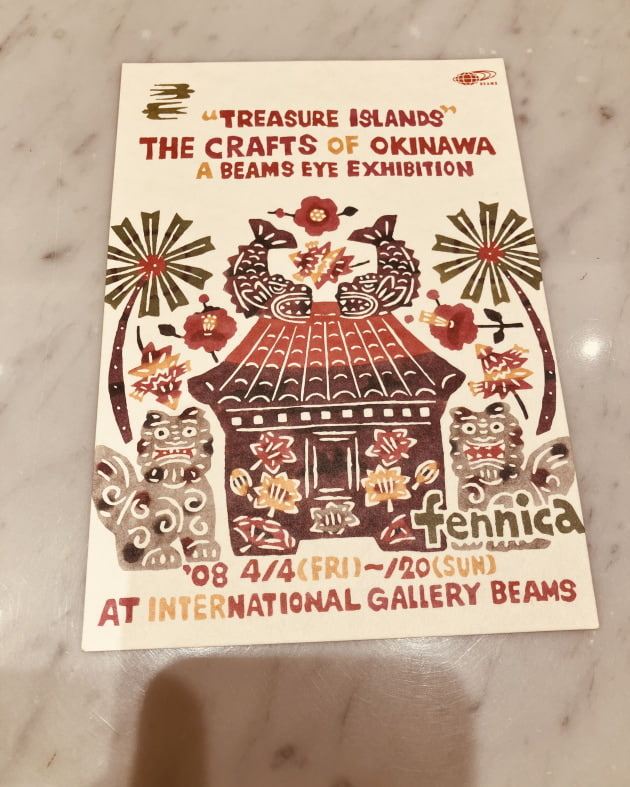 BEAMS
"TREASURE ISLANDS"
THE CRAFTS OF OKINAWA
A BEAMS EYE EXHIBITION
fennica
'08 4/4(FRI)~/20(SUN)
AT INTERNATIONAL GALLERY BEAMS